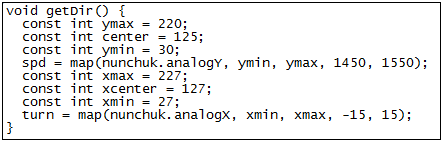 void getDir() {
const int ymax = 220;
const int center = 125;
const int ymin = 30;
spd = map(nunchuk.analogY, ymin, ymax, 1450, 1550);
const int xmax = 227;
const int xcenter = 127;
const int xmin = 27;
turn = map(nunchuk.analogX, xmin, xmax, -15, 15);
}